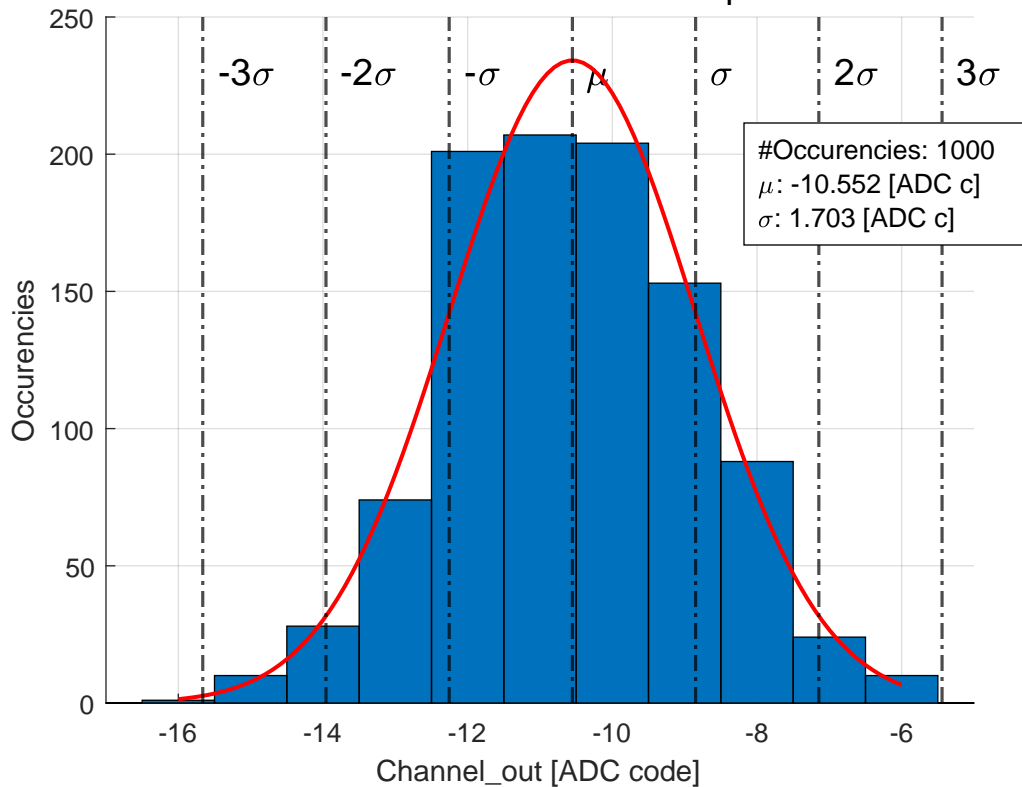 250
200
150
100
50
0
-3σ
-2σ
-σ
μ
σ
2σ
3σ
#Occurencies: 1000
μ: -10.552 [ADC c]
σ: 1.703 [ADC c]
Occurencies
-16
-14
-12
-10
-8
-6
Channel_out [ADC code]